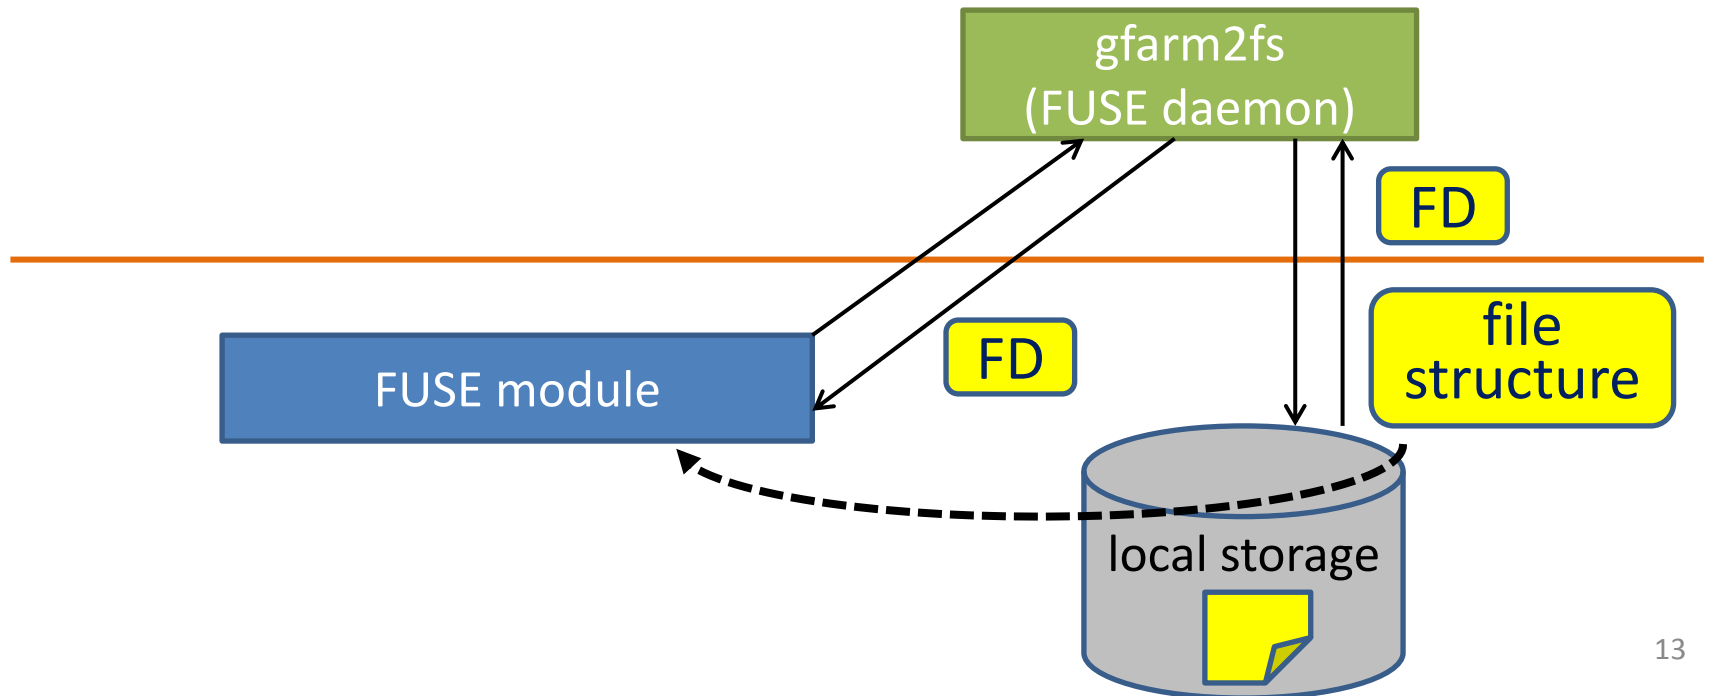 gfarm2fs
(FUSE daemon)
FD
file
structure
FD
FUSE module
local storage
13